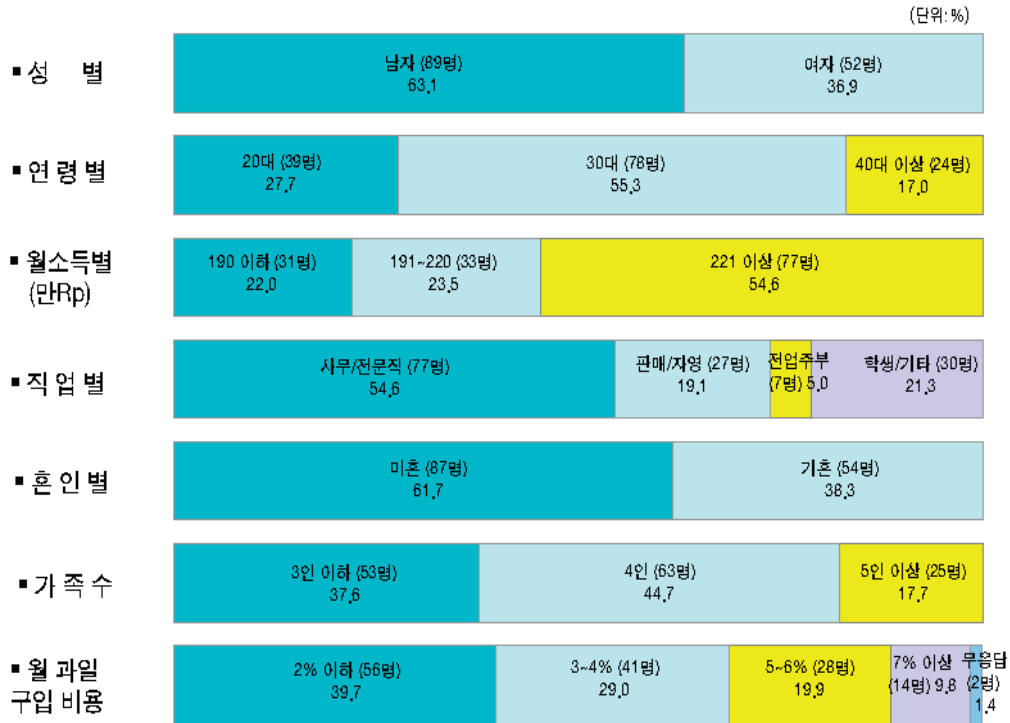 (단위:%)
▪ 성 별
남자 (89명)
63.1
여자 (52명)
36.9
▪ 연 령 별
20대 (39명)
27.7
30대 (78명)
55.3
40대 이상 (24명)
17.0
▪ 월소득별
(만Rp)
190 이하 (31명)
22.0
191~220 (33명)
23.5
221 이상 (77명)
54.6
▪ 직 업 별
사무/전문직 (77명)
54.6
판매/자영 (27명)
19.1
전업주부
(7명) 5.0
학생/기타 (30명)
21.3
▪ 혼 인 별
미혼 (87명)
61.7
기혼 (54명)
38.3
▪ 가 족 수
3인 이하 (53명)
37.6
4인 (63명)
44.7
5인 이상 (25명)
17.7
▪ 월 과일
구입 비용
2% 이하 (56명)
39.7
3~4% (41명)
29.0
5~6% (28명)
19.9
7% 이상
(14명) 9.8
무응답
(2명)
1.4